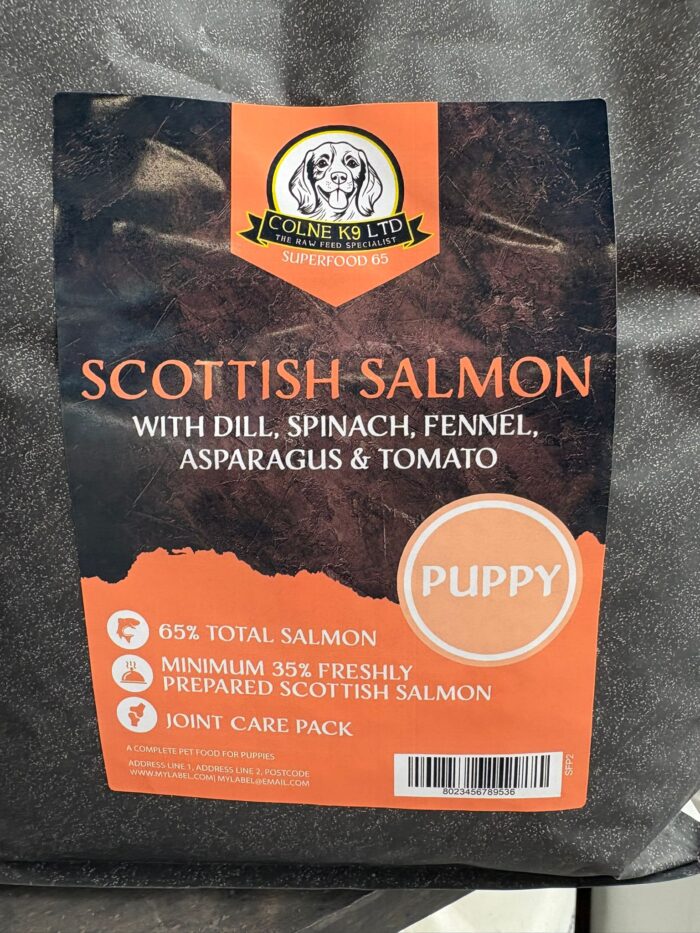 COLNE K9 LTD
THE RAW FEED SPECIALIST
SUPERFOOD 65
SCOTTISH SALMON
WITH DILL, SPINACH, FENNEL,
ASPARAGUS & TOMATO
PUPPY
65% TOTAL SALMON
MINIMUM 35% FRESHLY
PREPARED SCOTTISH SALMON
JOINT CARE PACK
A COMPLETE PET FOOD FOR PUPPIES
ADDRESS LINE 1, ADDRESS LINE 2, POSTCODE
WWW.MYLABEL.COM| MYLABEL@EMAIL.COM
8023456789536
SFP2